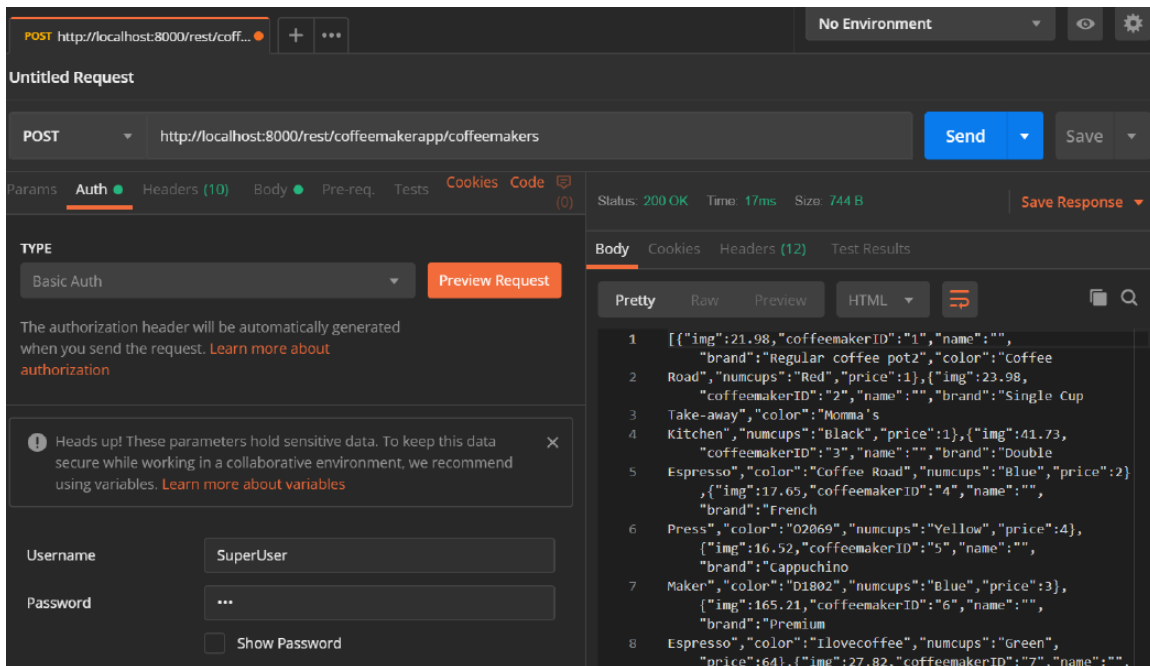 POST http://localhost:8000/rest/coff...
No Environment
Untitled Request
POST http://localhost:8000/rest/coffeemakerapp/coffeemakers
Send
Save
Params Auth Headers (10) Body Pre-req. Tests Cookies Code (0)
Status: 200 OK Time: 17ms Size: 744 B Save Response
TYPE
Basic Auth
Preview Request
The authorization header will be automatically generated
when you send the request. Learn more about
authorization
Heads up! These parameters hold sensitive data. To keep this data
secure while working in a collaborative environment, we recommend
using variables. Learn more about variables
Username SuperUser
Password •••
Show Password
Body Cookies Headers (12) Test Results
Pretty Raw Preview HTML
1 [{"img":21.98,"coffeemakerID":"1","name":"",
"brand":"Regular coffee pot2","color":"Coffee
2 Road","numcups":"Red","price":1},{"img":23.98,
"coffeemakerID":"2","name":"","brand":"Single Cup
3 Take-away","color":"Momma's
4 Kitchen","numcups":"Black","price":1},{"img":41.73,
"coffeemakerID":"3","name":"","brand":"Double
5 Espresso","color":"Coffee Road","numcups":"Blue","price":2}
,{"img":17.65,"coffeemakerID":"4","name":"",
"brand":"French
6 Press","color":"O2069","numcups":"Yellow","price":4},
{"img":16.52,"coffeemakerID":"5","name":"",
"brand":"Cappuchino
7 Maker","color":"D1802","numcups":"Blue","price":3},
{"img":165.21,"coffeemakerID":"6","name":"",
"brand":"Premium
8 Espresso","color":"Ilovecoffee","numcups":"Green",
"price":64},{"img":27.82,"coffeemakerID":"7","name":"",